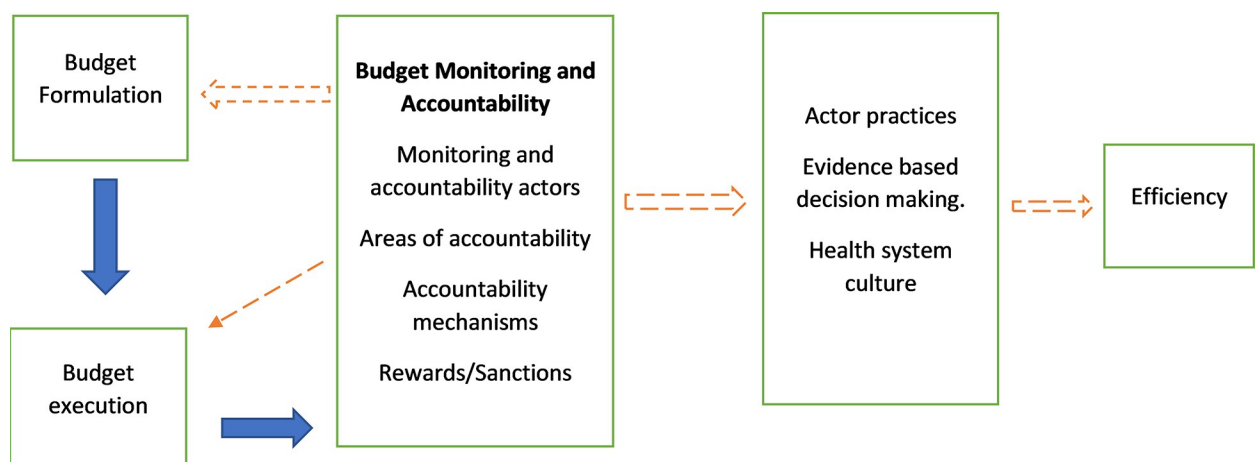 Budget
Formulation
Budget
execution
Budget Monitoring and
Accountability
Monitoring and
accountability actors
Areas of accountability
Accountability
mechanisms
Rewards/Sanctions
Actor practices
Evidence based
decision making.
Health system
culture
Efficiency